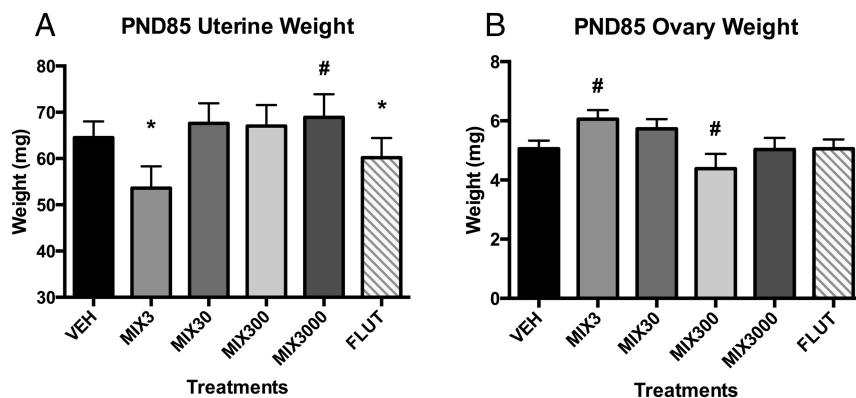 A
PND85 Uterine Weight
80
70
60
50
40
30
Weight (mg)
*
#
*
VEH
MIX3
MIX30
MIX300
MIX3000
FLUT
Treatments
B
PND85 Ovary Weight
8
6
4
2
0
Weight (mg)
#
#
VEH
MIX3
MIX30
MIX300
MIX3000
FLUT
Treatments